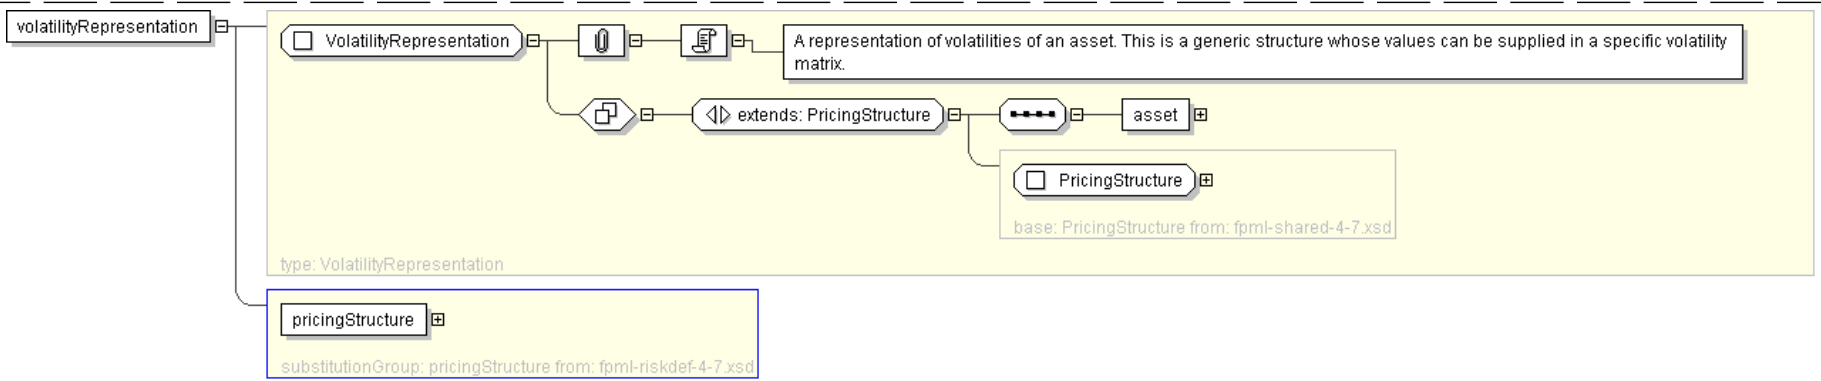 volatilityRepresentation
VolatilityRepresentation
A representation of volatilities of an asset. This is a generic structure whose values can be supplied in a specific volatility
matrix.
extends: PricingStructure
asset
PricingStructure
base: PricingStructure from: fpml-shared-4-7.xsd
type: VolatilityRepresentation
pricingStructure
substitutionGroup: pricingStructure from: fpml-riskdef-4-7.xsd